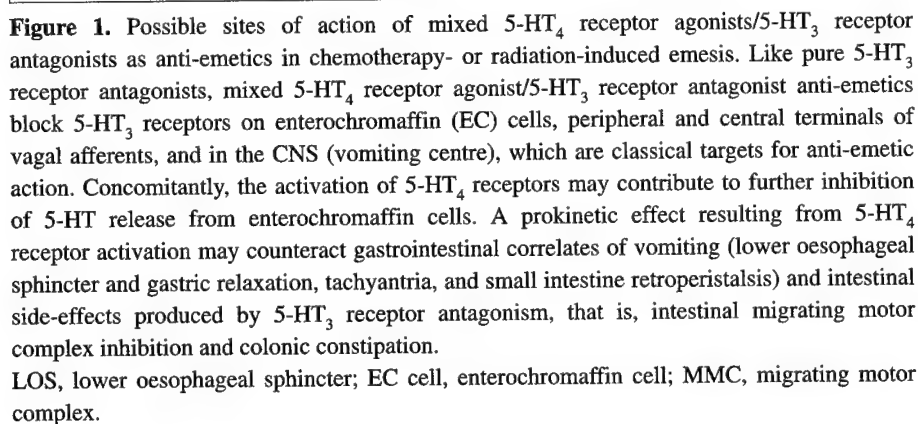 Figure 1. Possible sites of action of mixed 5-HT₄ receptor agonists/5-HT₃ receptor
antagonists as anti-emetics in chemotherapy- or radiation-induced emesis. Like pure 5-HT₃
receptor antagonists, mixed 5-HT₄ receptor agonist/5-HT₃ receptor antagonist anti-emetics
block 5-HT₃ receptors on enterochromaffin (EC) cells, peripheral and central terminals of
vagal afferents, and in the CNS (vomiting centre), which are classical targets for anti-emetic
action. Concomitantly, the activation of 5-HT₄ receptors may contribute to further inhibition
of 5-HT release from enterochromaffin cells. A prokinetic effect resulting from 5-HT₄
receptor activation may counteract gastrointestinal correlates of vomiting (lower oesophageal
sphincter and gastric relaxation, tachyantria, and small intestine retroperistalsis) and intestinal
side-effects produced by 5-HT₃ receptor antagonism, that is, intestinal migrating motor
complex inhibition and colonic constipation.
LOS, lower oesophageal sphincter; EC cell, enterochromaffin cell; MMC, migrating motor
complex.